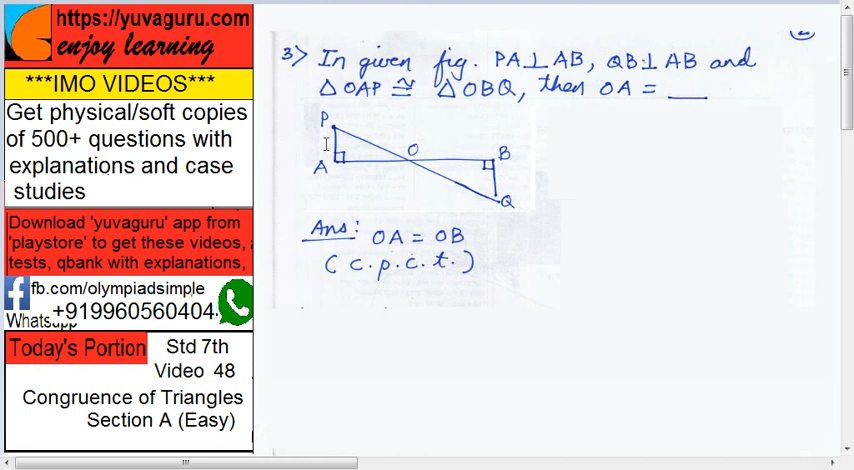 https://yuvaguru.com
enjoy learning
***IMO VIDEOS***
Get physical/soft copies
of 500+ questions with
explanations and case
studies
Download 'yuvaguru' app from
'playstore' to get these videos,
tests, qbank with explanations,
fb.com/olympiadsimple
+919960560404
Whatsupp
Today's Portion
Std 7th
Video 48
Congruence of Triangles
Section A (Easy)
3> In given fig. PA⊥AB, QB⊥AB and
△OAP ≅ △OBQ, then OA = ___
P
O
B
A
Q
Ans: OA = OB
(c.p.c.t.)